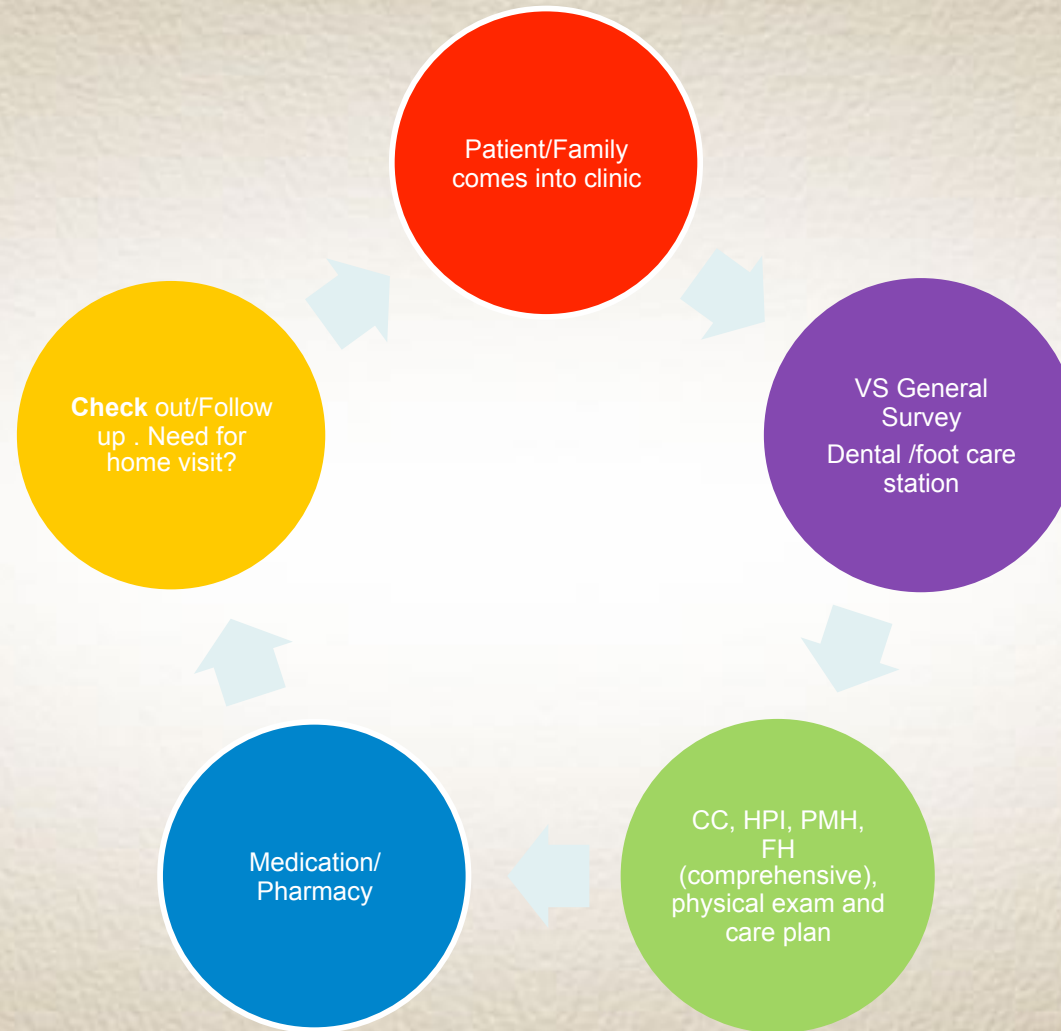 Patient/Family
comes into clinic
VS General
Survey
Dental /foot care
station
CC, HPI, PMH,
FH
(comprehensive),
physical exam and
care plan
Medication/
Pharmacy
Check out/Follow
up . Need for
home visit?